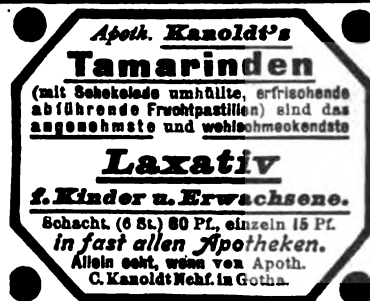 Apoth. Kanoldt's
Tamarinden
(mit Schokolade umhüllte, erfrischende
abführende Fruchtpastillen) sind das
angenehmste und wohlschmeckendste
Laxativ
f. Kinder u. Erwachsene.
Schacht. (6 St.) 80 Pf., einzeln 15 Pf.
in fast allen Apotheken.
Allein echt, wenn von Apoth.
C. Kanoldt Nchf. in Gotha.